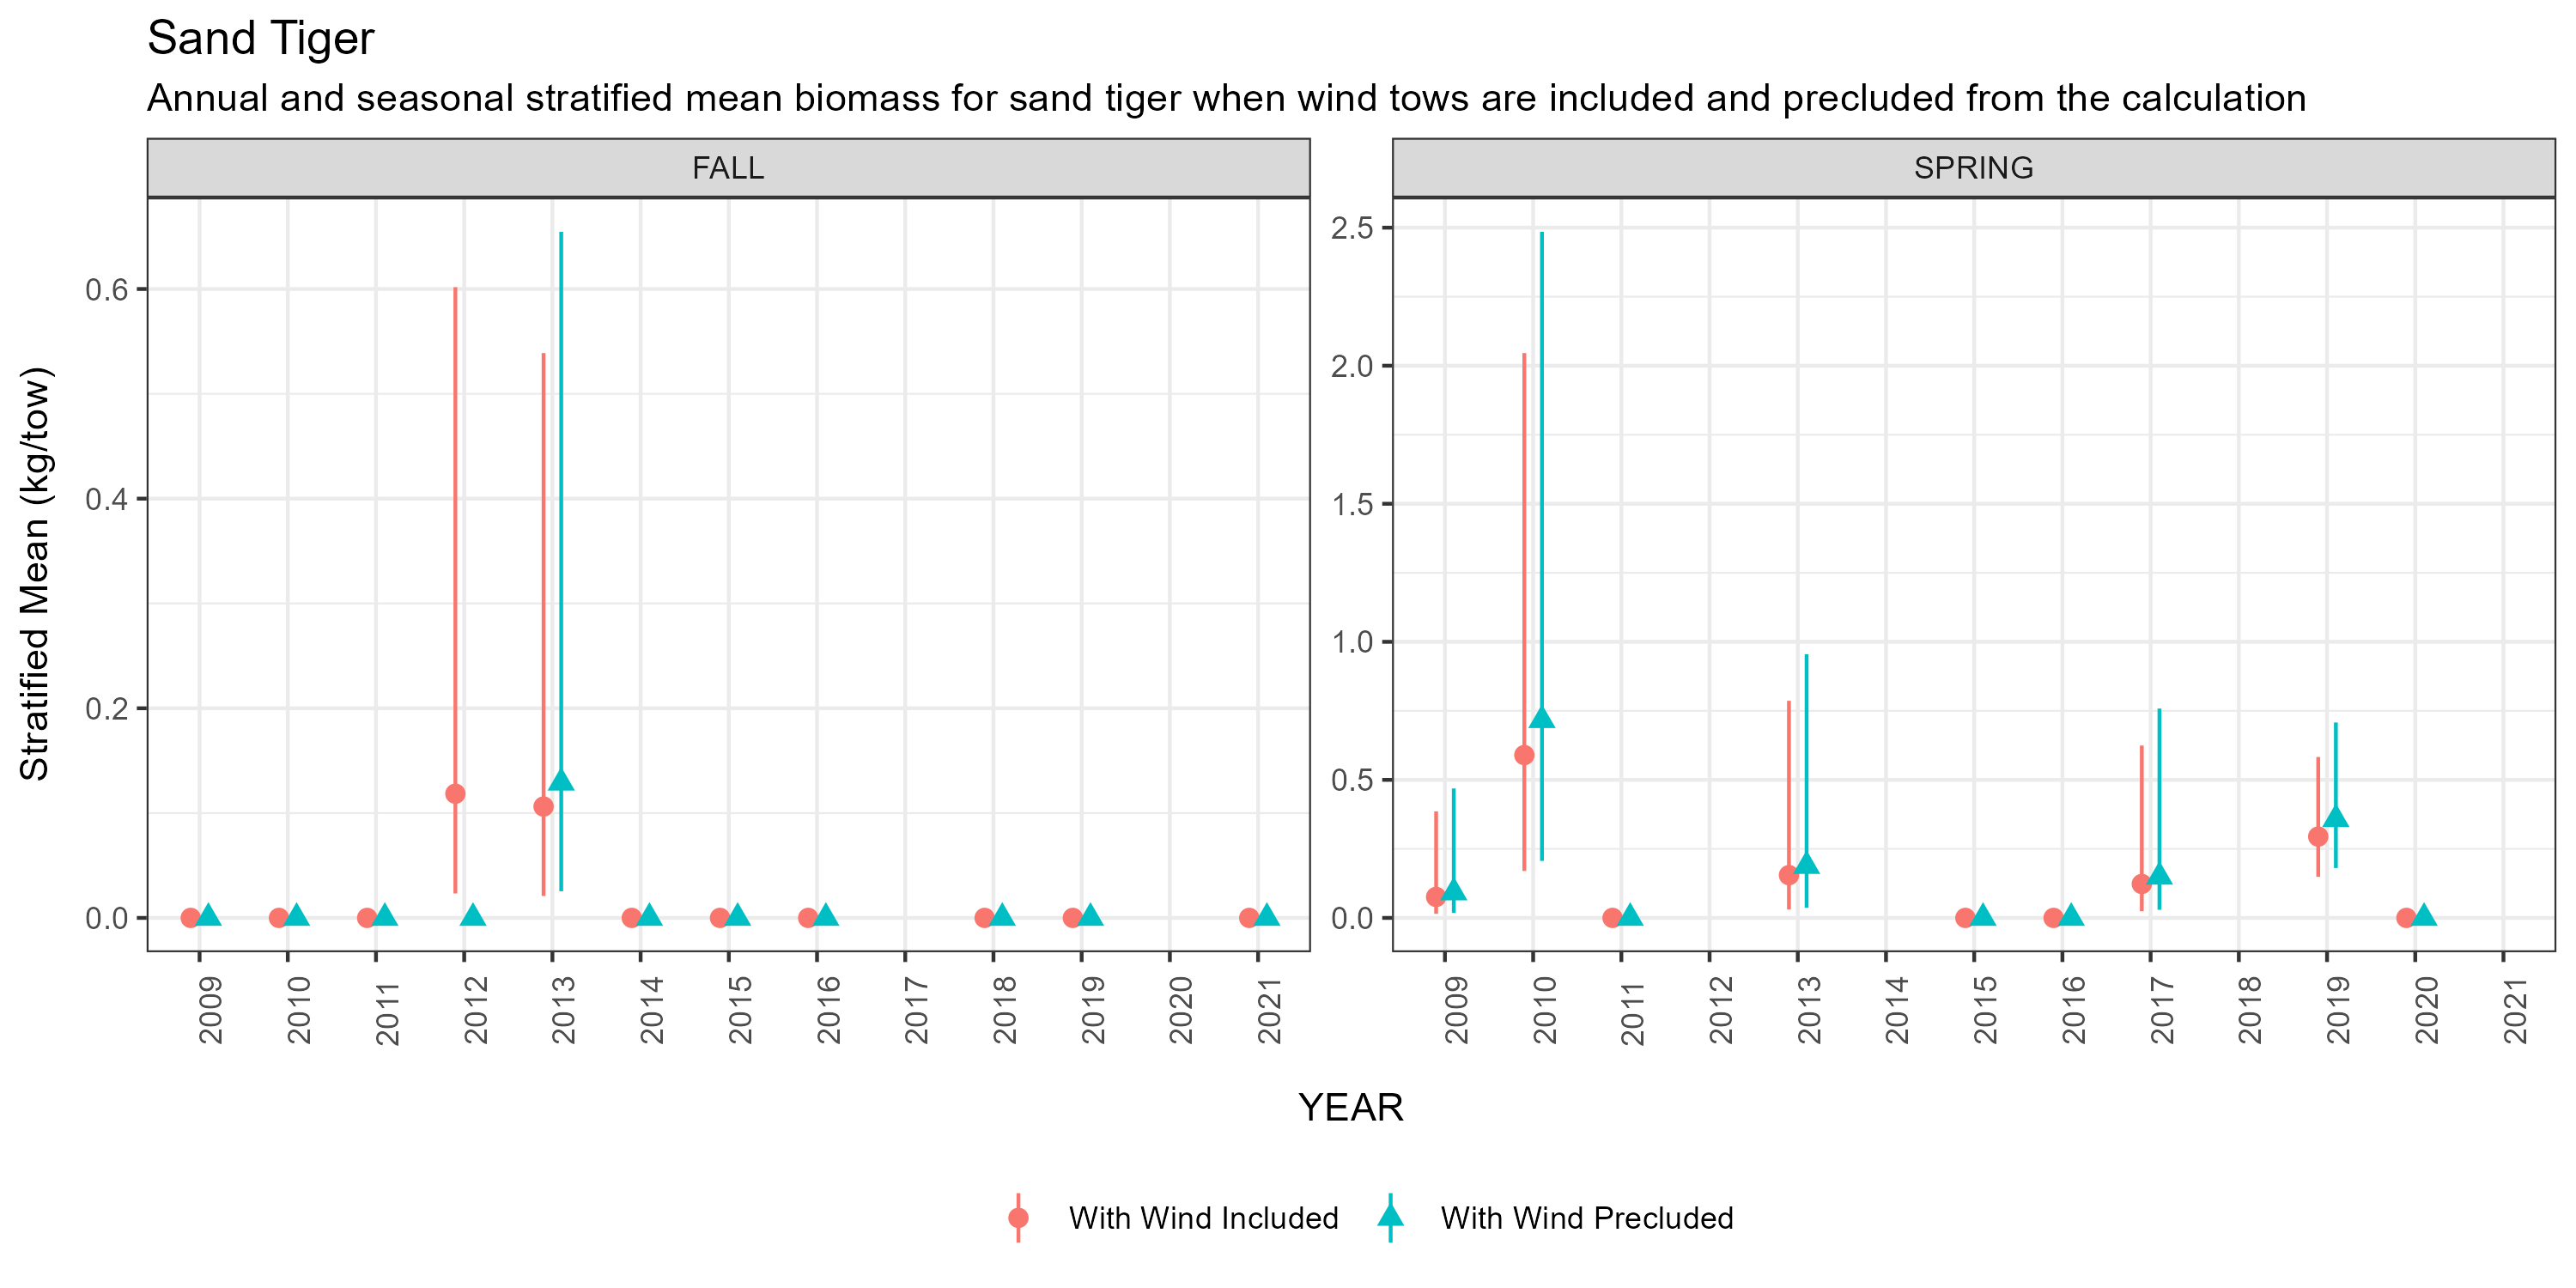 Sand Tiger
Annual and seasonal stratified mean biomass for sand tiger when wind tows are included and precluded from the calculation
FALL
SPRING
Stratified Mean (kg/tow)
0.6
0.4
0.2
0.0
2.5
2.0
1.5
1.0
0.5
0.0
2009 2010 2011 2012 2013 2014 2015 2016 2017 2018 2019 2020 2021
2009 2010 2011 2012 2013 2014 2015 2016 2017 2018 2019 2020 2021
YEAR
With Wind Included
With Wind Precluded